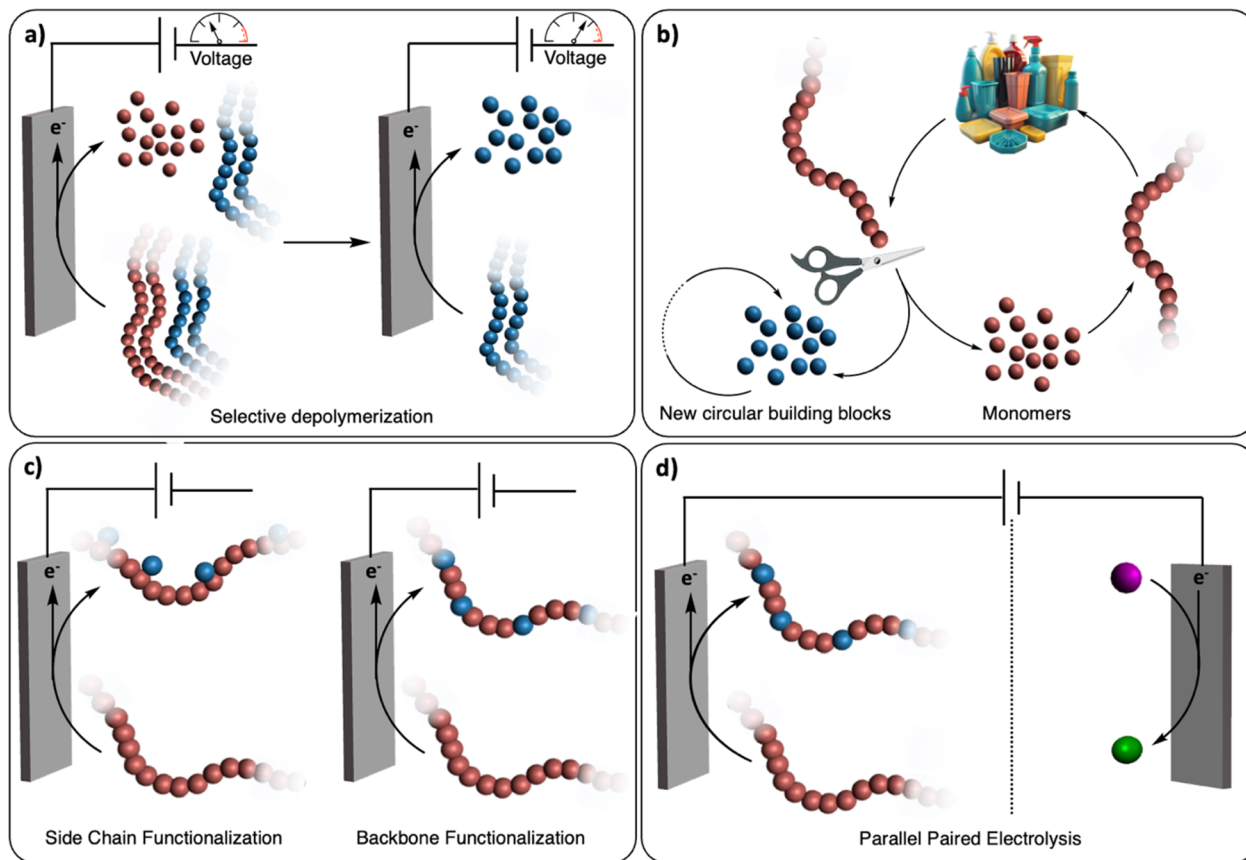 a)
Voltage
Voltage
e-
e-
Selective depolymerization
b)
New circular building blocks
Monomers
c)
e-
e-
Side Chain Functionalization
Backbone Functionalization
d)
e-
e-
Parallel Paired Electrolysis